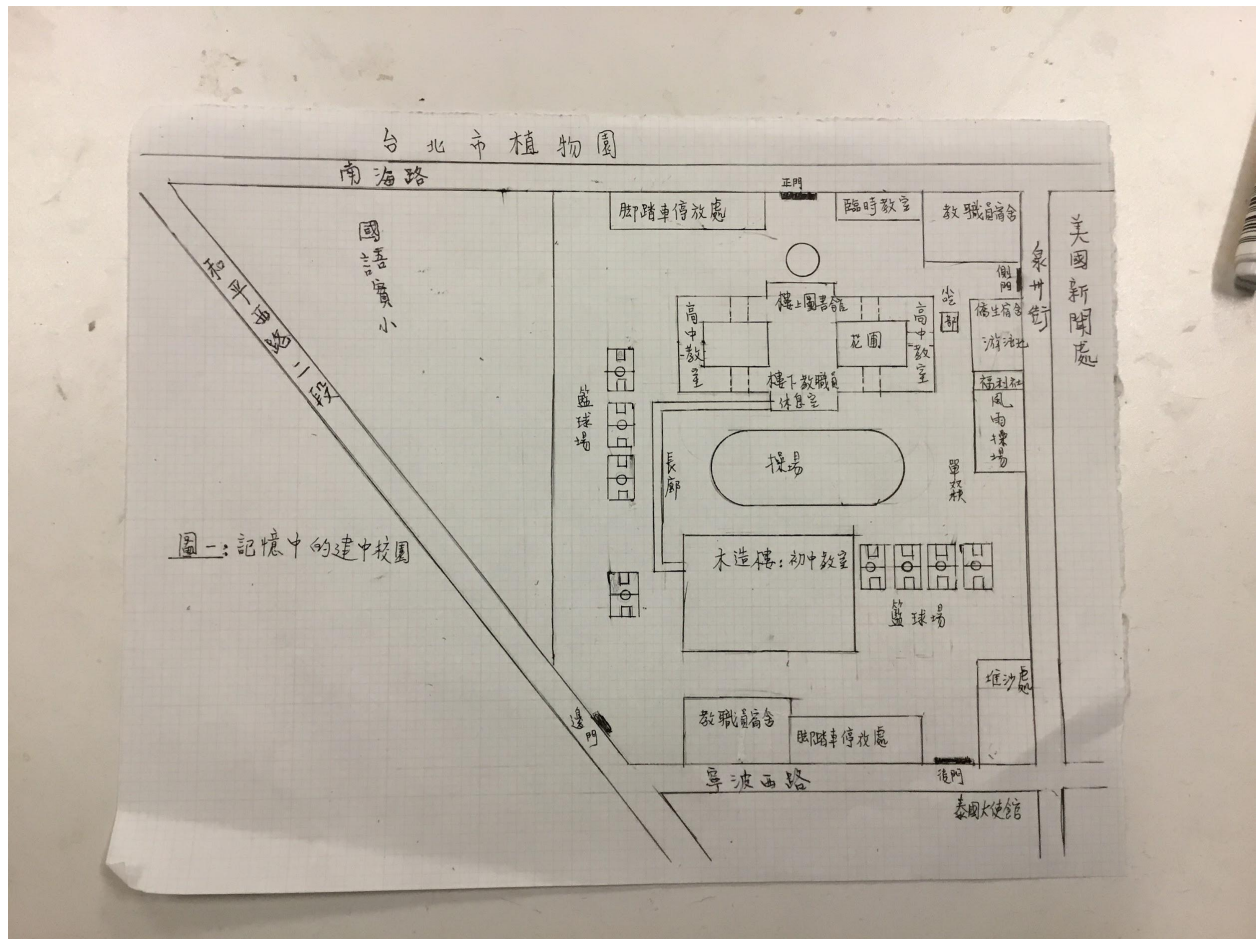 台北市植物園
南海路
正門
腳踏車停放處
臨時教室
教職員宿舍
美國新聞處
泉州街
國語實小
和平西路二段
側門
樓上圖書館
高中教室
花圃
高中教室
僑生宿舍
游泳池
福利社
風雨操場
樓下教職員
休息室
籃球場
長廊
操場
單槓
圖一:記憶中的建中校園
木造樓:初中教室
籃球場
堆沙處
教職員宿舍
腳踏車停放處
邊門
後門
寧波西路
泰國大使館